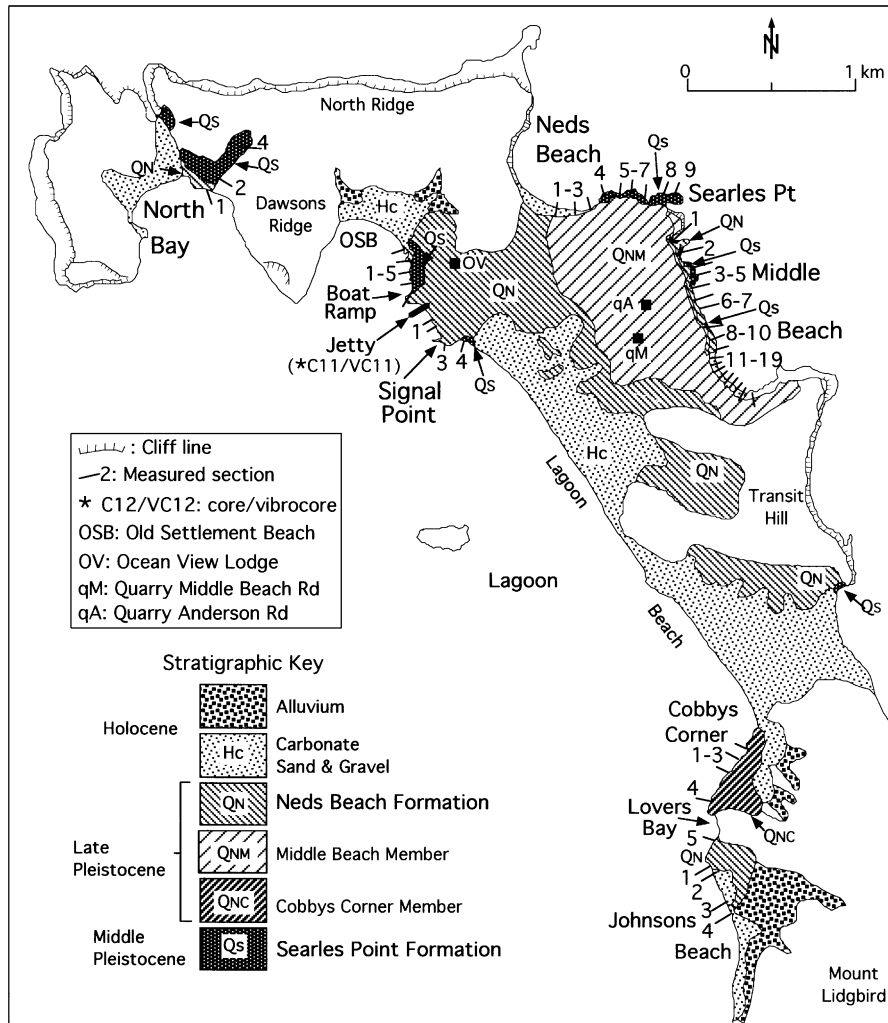 N
0
1 km
North Ridge
Neds
Beach
Qs
4
Qs
QN
2
1
North
Bay
Dawsons
Ridge
Hc
OSB
Qs
1-5
OV
Boat
Ramp
QN
Jetty
1
(*C11/VC11)
3
4
Qs
Signal
Point
4
5-7
Qs
8
9
1-3
Searles Pt
1
QN
2
Qs
QNM
3-5
Middle
6-7
Qs
qA
8-10
Beach
qM
11-19
Hc
QN
Lagoon
Transit
Hill
Lagoon
QN
Qs
Beach
Cobbys
Corner
1-3
4
Lovers
Bay
QNC
5
QN
1
2
3
4
Johnsons
Beach
Mount
Lidgbird
: Cliff line
2: Measured section
* C12/VC12: core/vibrocore
OSB: Old Settlement Beach
OV: Ocean View Lodge
qM: Quarry Middle Beach Rd
qA: Quarry Anderson Rd
Stratigraphic Key
Holocene
Alluvium
Hc
Carbonate
Sand & Gravel
Late
Pleistocene
QN
Neds Beach Formation
QNM
Middle Beach Member
QNC
Cobbys Corner Member
Middle
Pleistocene
Qs
Searles Point Formation